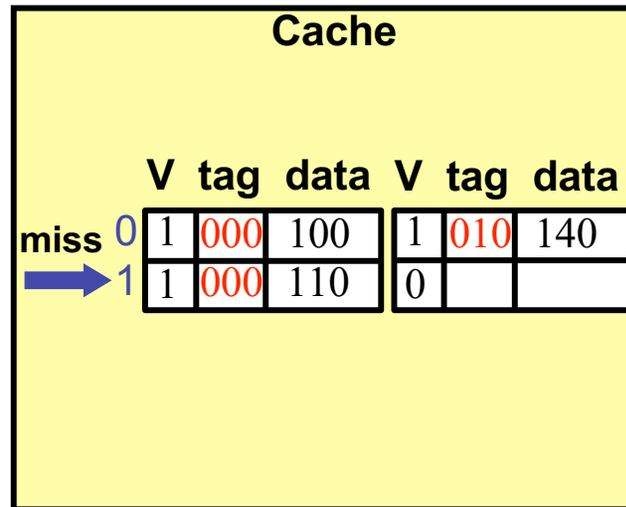 Cache
V tag data V tag data
0 1 000 100 1 010 140
miss
1 1 000 110 0